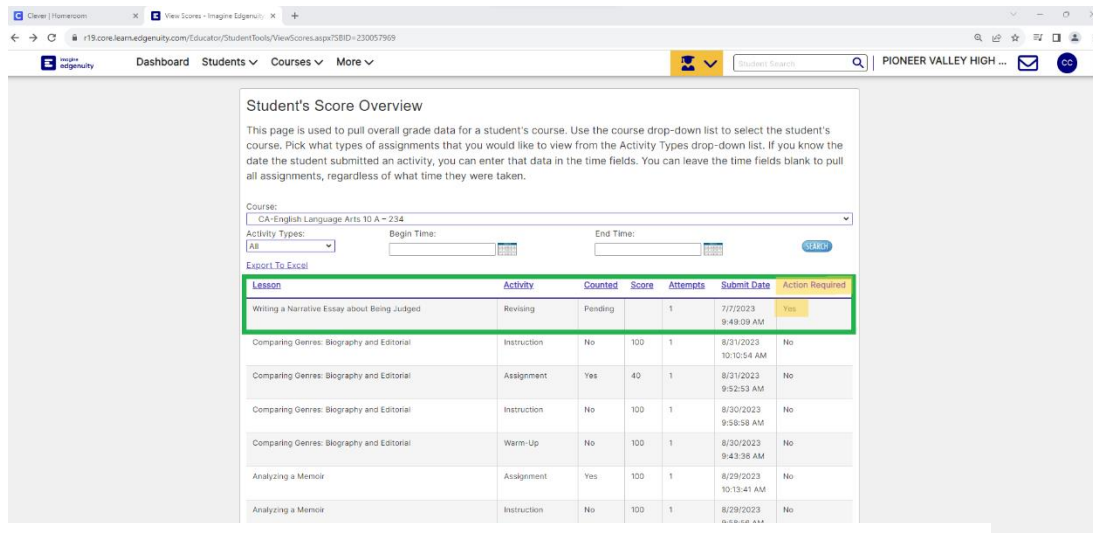 Clever | Homeroom
View Scores - Imagine Edgenuity
r19.core.learn.edgenuity.com/Educator/StudentTools/ViewScores.aspx?SBID=230057969
imagine
edgenuity
Dashboard Students Courses More Student Search PIONEER VALLEY HIGH ... CC
Student's Score Overview
This page is used to pull overall grade data for a student's course. Use the course drop-down list to select the student's
course. Pick what types of assignments that you would like to view from the Activity Types drop-down list. If you know the
date the student submitted an activity, you can enter that data in the time fields. You can leave the time fields blank to pull
all assignments, regardless of what time they were taken.
Course:
CA-English Language Arts 10 A - 234
Activity Types: Begin Time: End Time:
All SEARCH
Export To Excel
Lesson Activity Counted Score Attempts Submit Date Action Required
Writing a Narrative Essay about Being Judged Revising Pending 1 7/7/2023 Yes
9:49:09 AM
Comparing Genres: Biography and Editorial Instruction No 100 1 8/31/2023 No
10:10:54 AM
Comparing Genres: Biography and Editorial Assignment Yes 40 1 8/31/2023 No
9:52:53 AM
Comparing Genres: Biography and Editorial Instruction No 100 1 8/30/2023 No
9:58:58 AM
Comparing Genres: Biography and Editorial Warm-Up No 100 1 8/30/2023 No
9:43:36 AM
Analyzing a Memoir Assignment Yes 100 1 8/29/2023 No
10:13:41 AM
Analyzing a Memoir Instruction No 100 1 8/29/2023 No